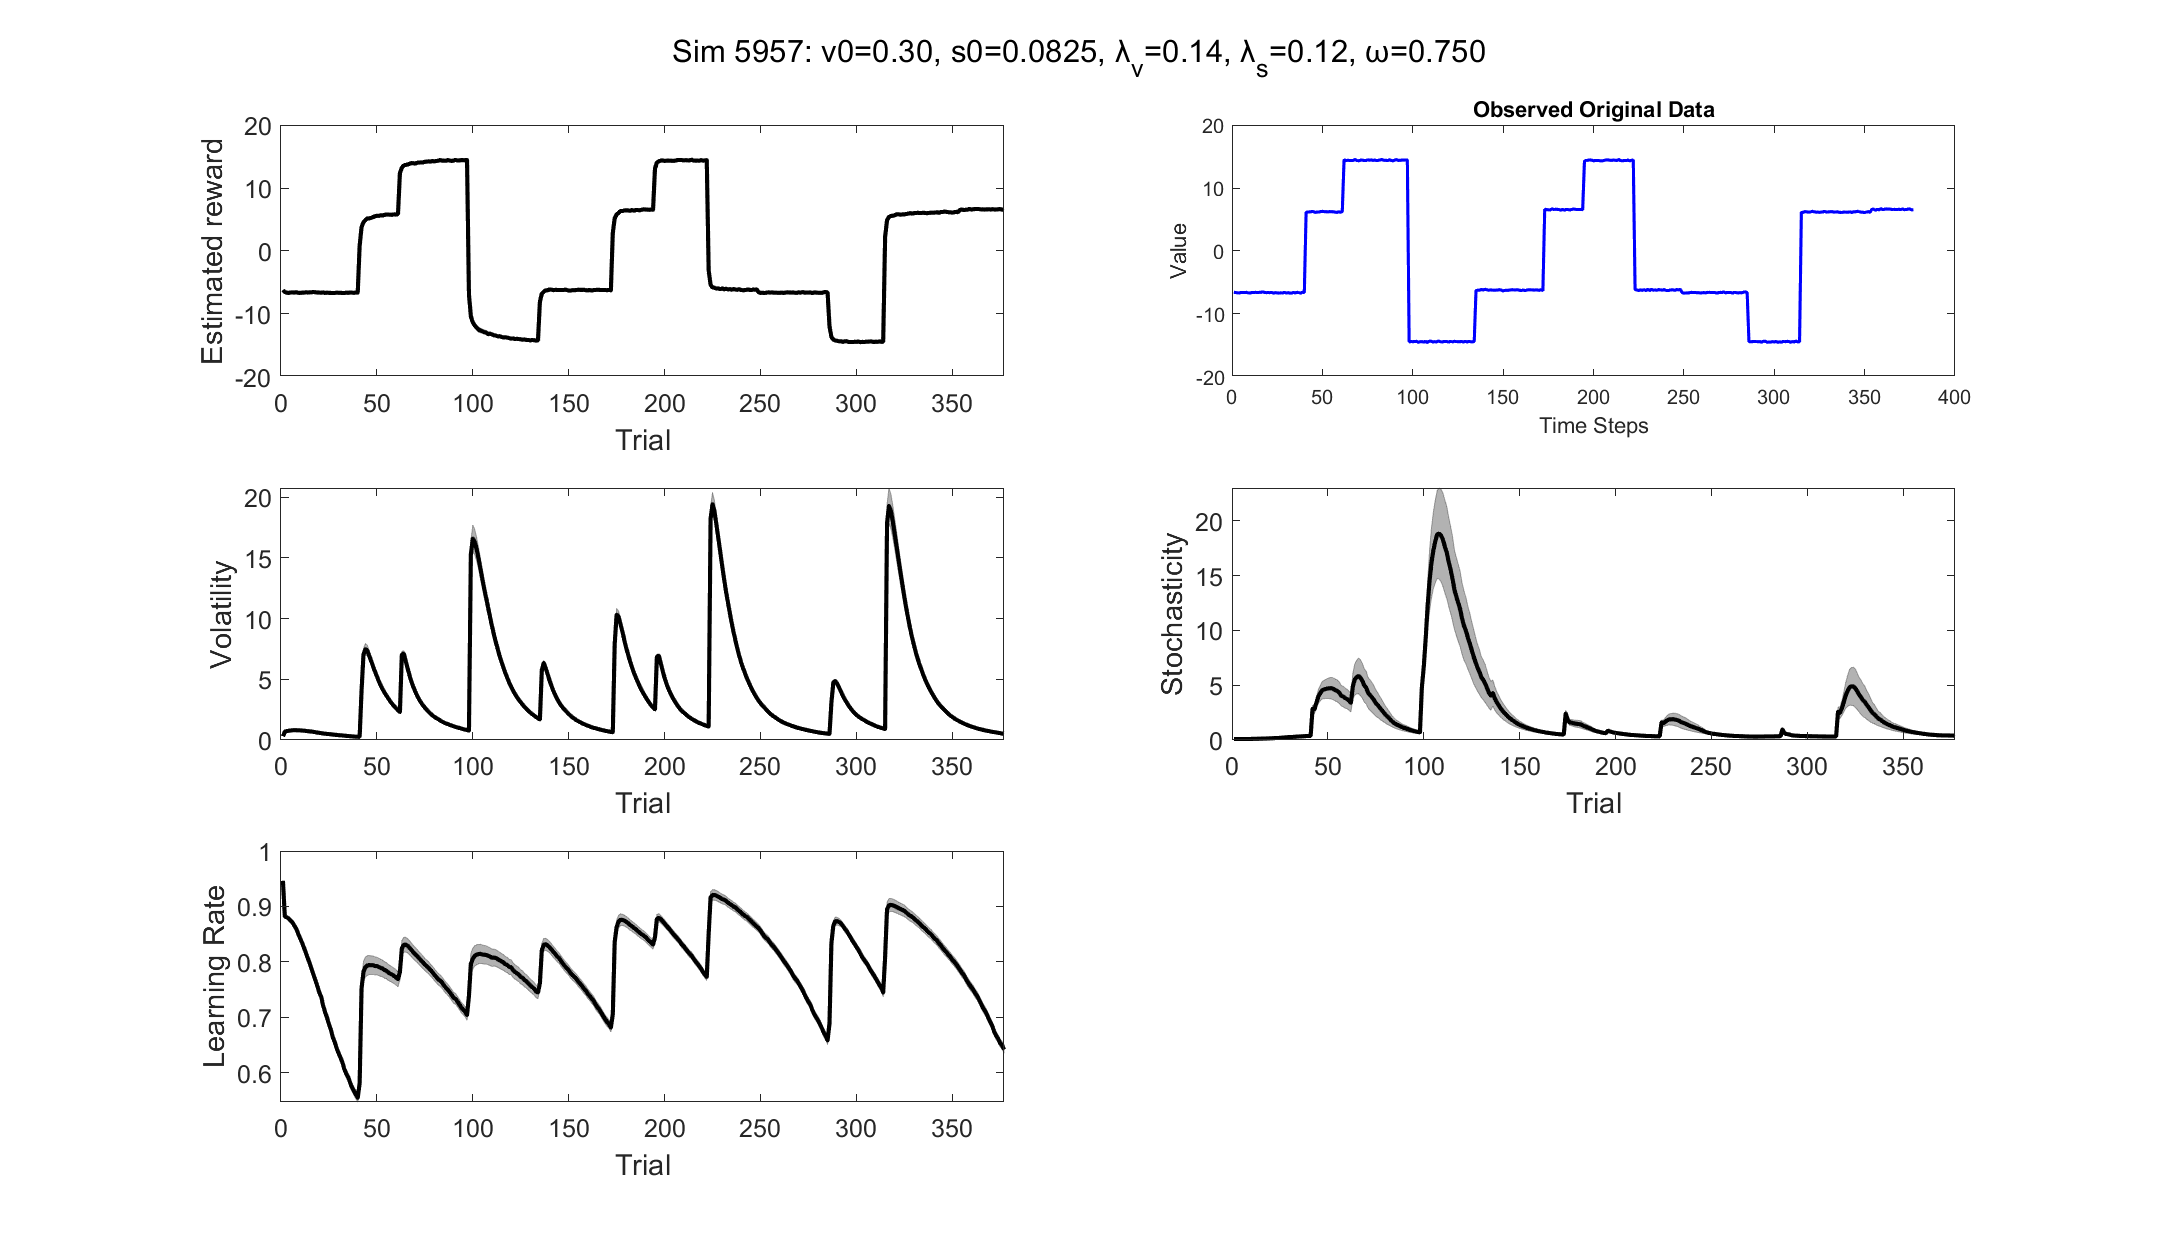 Sim 5957: v0=0.30, s0=0.0825, λ_v=0.14, λ_s=0.12, ω=0.750
Estimated reward
20
10
0
-10
-20
0 50 100 150 200 250 300 350
Trial
Observed Original Data
Value
20
10
0
-10
-20
0 50 100 150 200 250 300 350 400
Time Steps
Volatility
20
15
10
5
0
0 50 100 150 200 250 300 350
Trial
Stochasticity
20
15
10
5
0
0 50 100 150 200 250 300 350
Trial
Learning Rate
1
0.9
0.8
0.7
0.6
0 50 100 150 200 250 300 350
Trial